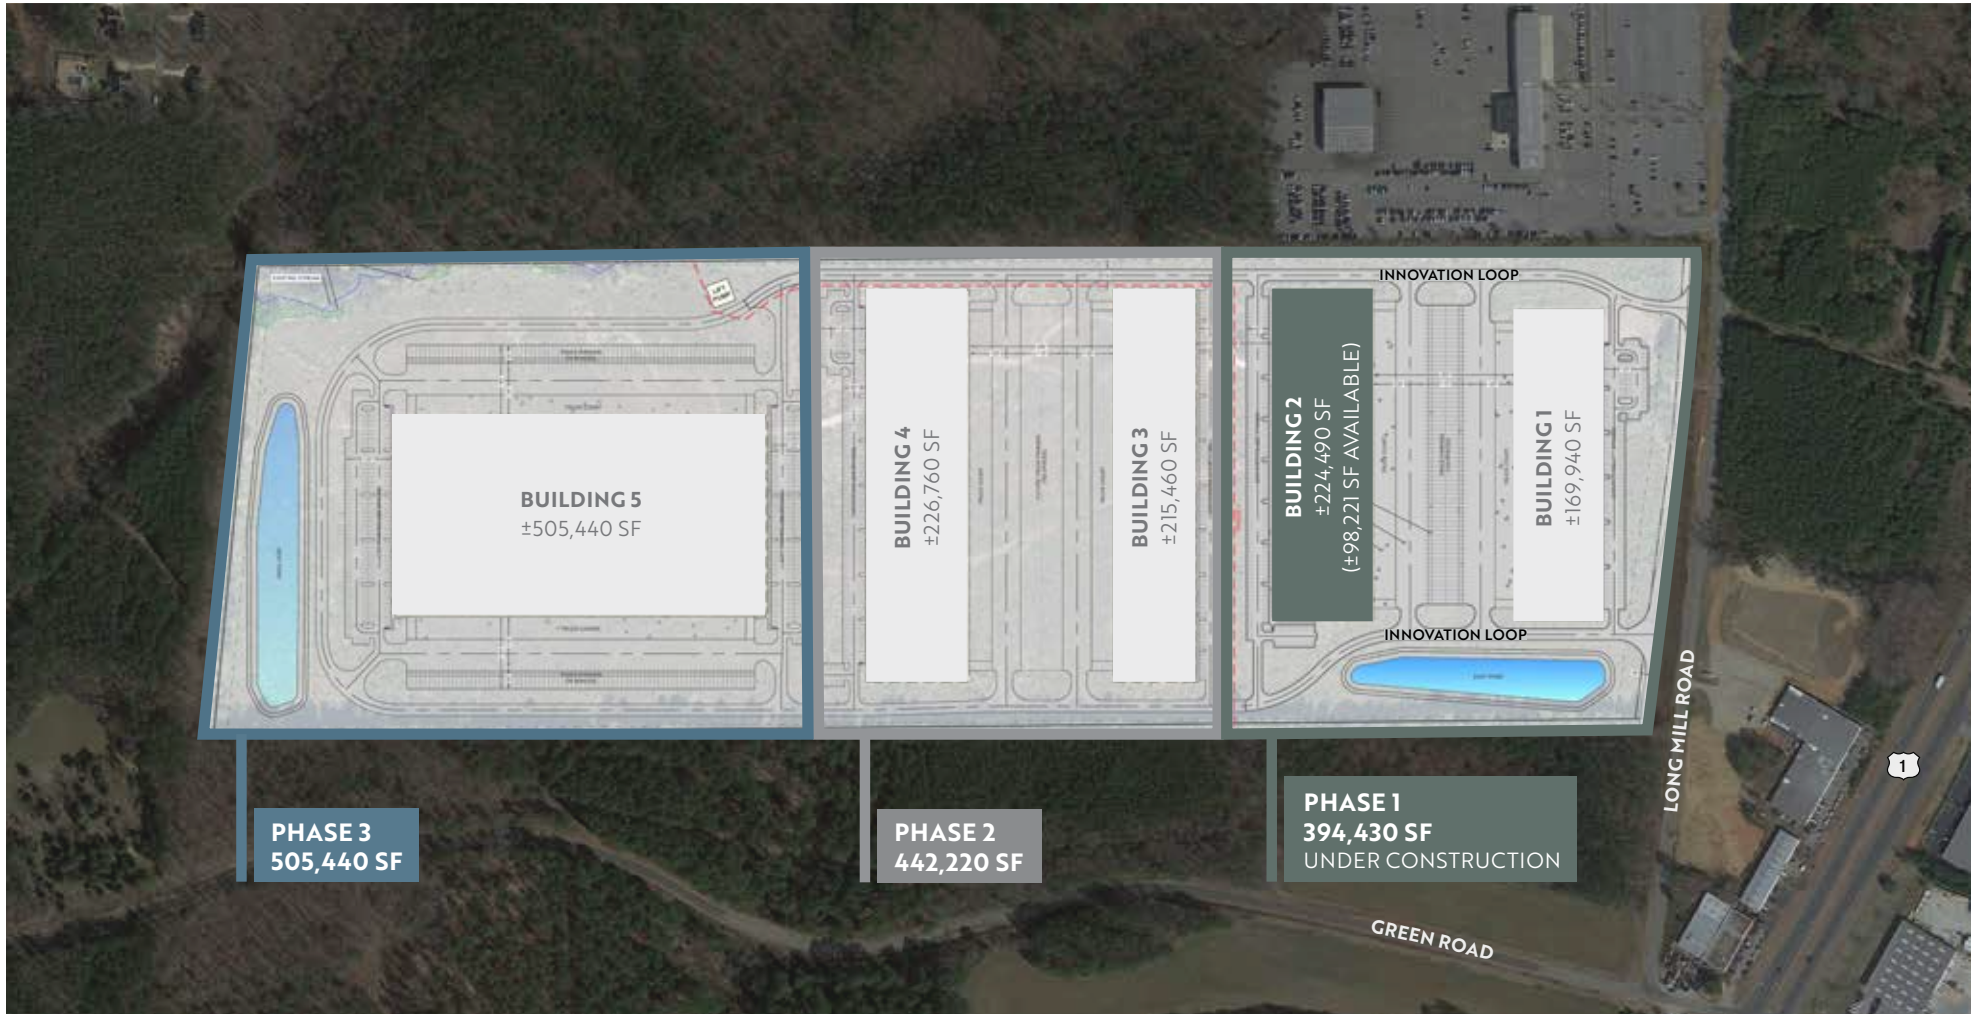 INNOVATION LOOP
LIFT
PUMP
BUILDING 5
±505,440 SF
BUILDING 4
±226,760 SF
BUILDING 3
±215,460 SF
BUILDING 2
±224,490 SF
(±98,221 SF AVAILABLE)
BUILDING 1
±169,940 SF
INNOVATION LOOP
LONG MILL ROAD
1
PHASE 3
505,440 SF
PHASE 2
442,220 SF
PHASE 1
394,430 SF
UNDER CONSTRUCTION
GREEN ROAD